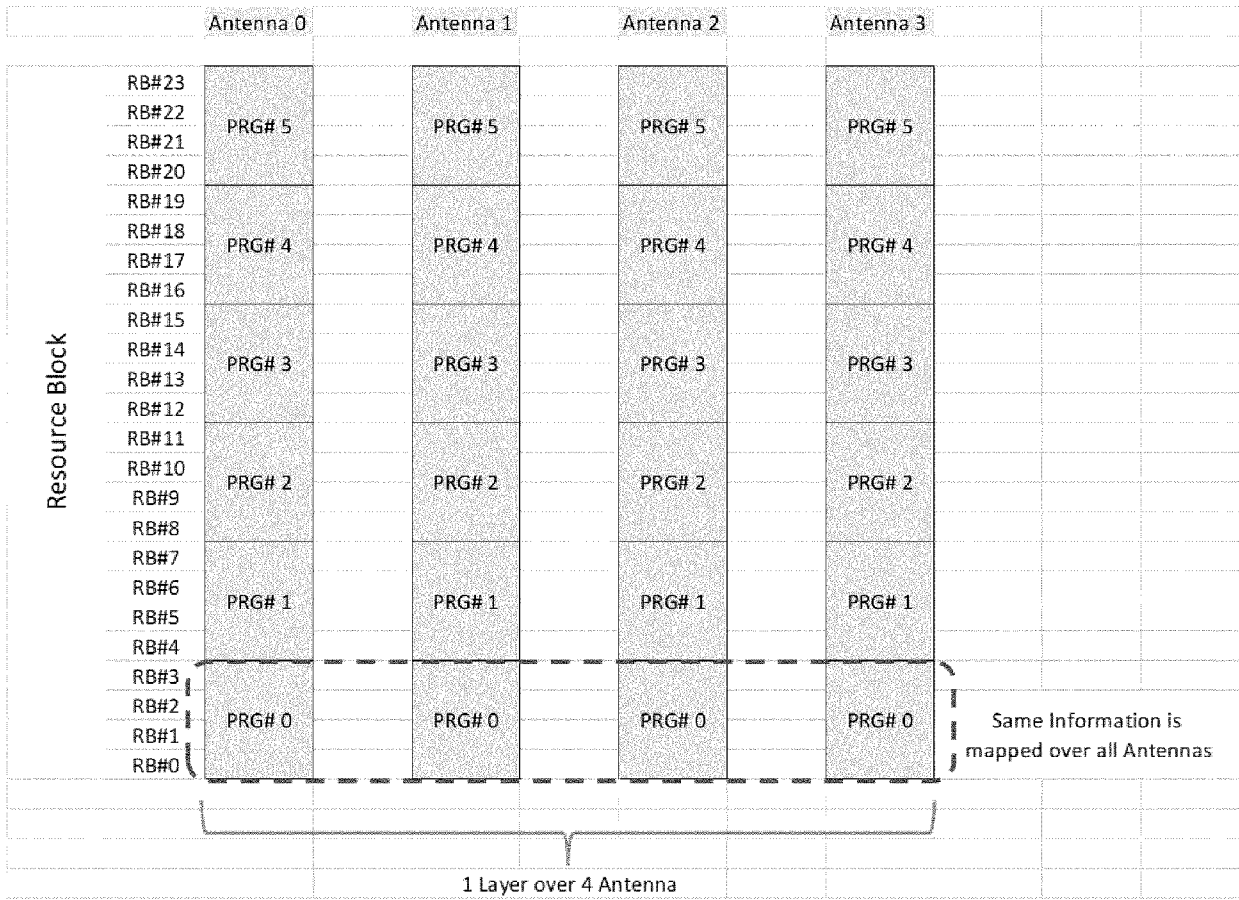 Antenna 0 Antenna 1 Antenna 2 Antenna 3
Resource Block
RB#23
RB#22
PRG# 5 PRG# 5 PRG# 5 PRG# 5
RB#21
RB#20
RB#19
RB#18
PRG# 4 PRG# 4 PRG# 4 PRG# 4
RB#17
RB#16
RB#15
RB#14
PRG# 3 PRG# 3 PRG# 3 PRG# 3
RB#13
RB#12
RB#11
RB#10
PRG# 2 PRG# 2 PRG# 2 PRG# 2
RB#9
RB#8
RB#7
RB#6
PRG# 1 PRG# 1 PRG# 1 PRG# 1
RB#5
RB#4
RB#3
RB#2
PRG# 0 PRG# 0 PRG# 0 PRG# 0
RB#1
RB#0
Same Information is
mapped over all Antennas
1 Layer over 4 Antenna